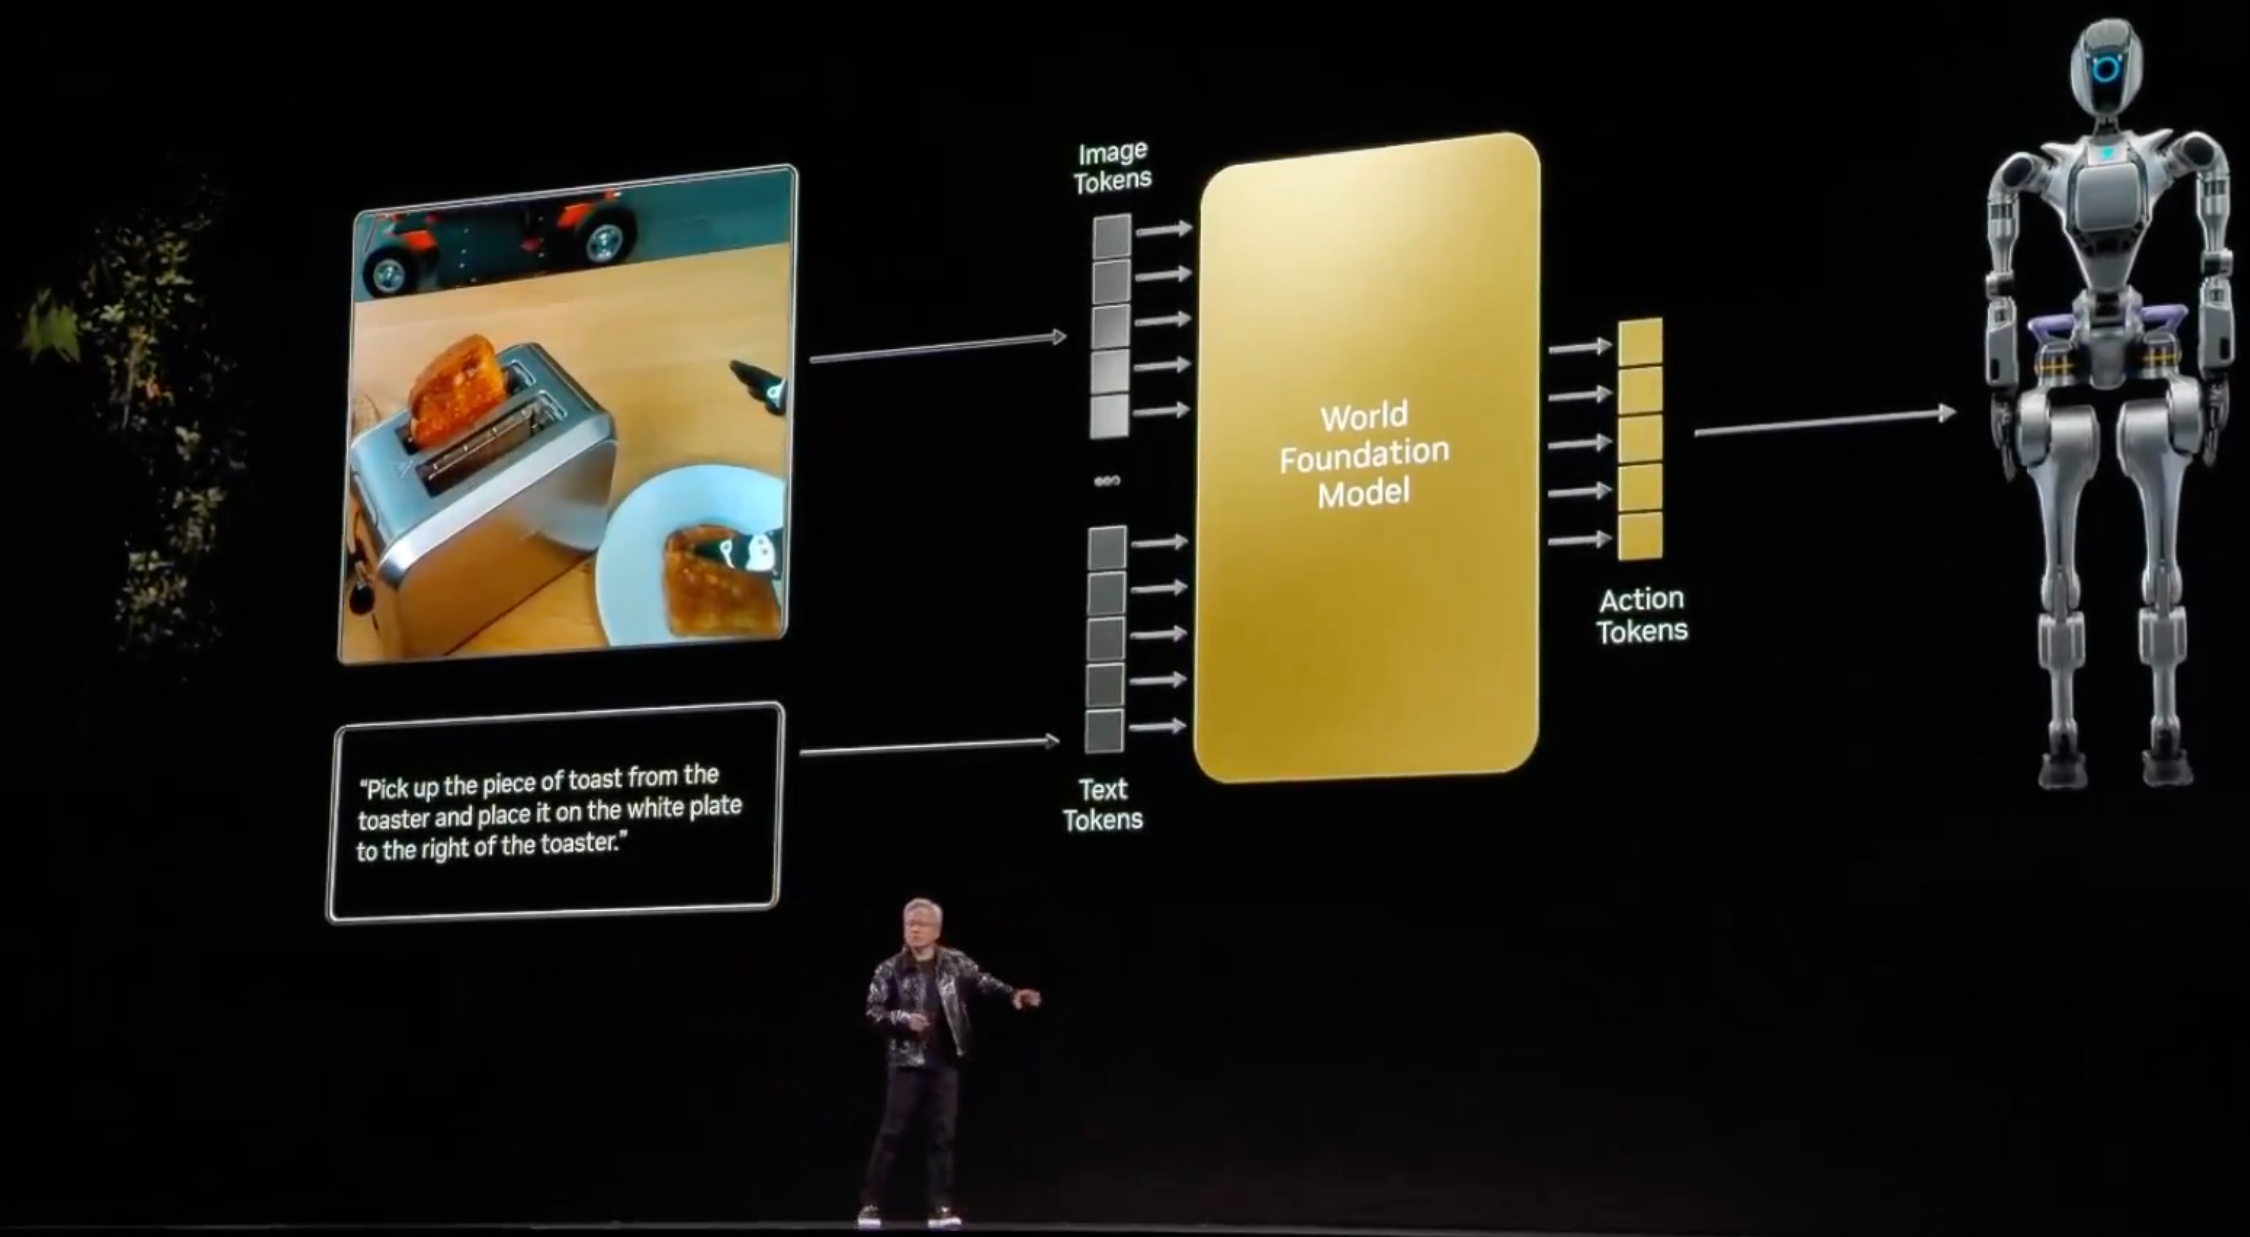 Image
Tokens
World
Foundation
Model
Action
Tokens
"Pick up the piece of toast from the
toaster and place it on the white plate
to the right of the toaster."
Text
Tokens